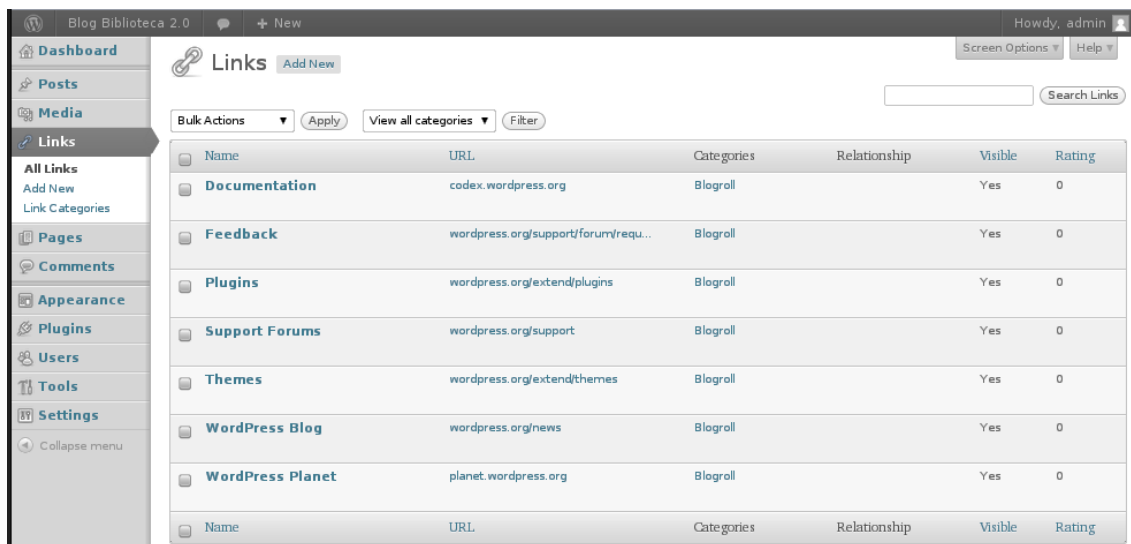 Blog Biblioteca 2.0 + New Howdy, admin
Dashboard
Posts
Media
Links
All Links
Add New
Link Categories
Pages
Comments
Appearance
Plugins
Users
Tools
Settings
Collapse menu
Screen Options Help
Links Add New
Search Links
Bulk Actions Apply View all categories Filter
Name URL Categories Relationship Visible Rating
Documentation codex.wordpress.org Blogroll Yes 0
Feedback wordpress.org/support/forum/requ... Blogroll Yes 0
Plugins wordpress.org/extend/plugins Blogroll Yes 0
Support Forums wordpress.org/support Blogroll Yes 0
Themes wordpress.org/extend/themes Blogroll Yes 0
WordPress Blog wordpress.org/news Blogroll Yes 0
WordPress Planet planet.wordpress.org Blogroll Yes 0
Name URL Categories Relationship Visible Rating